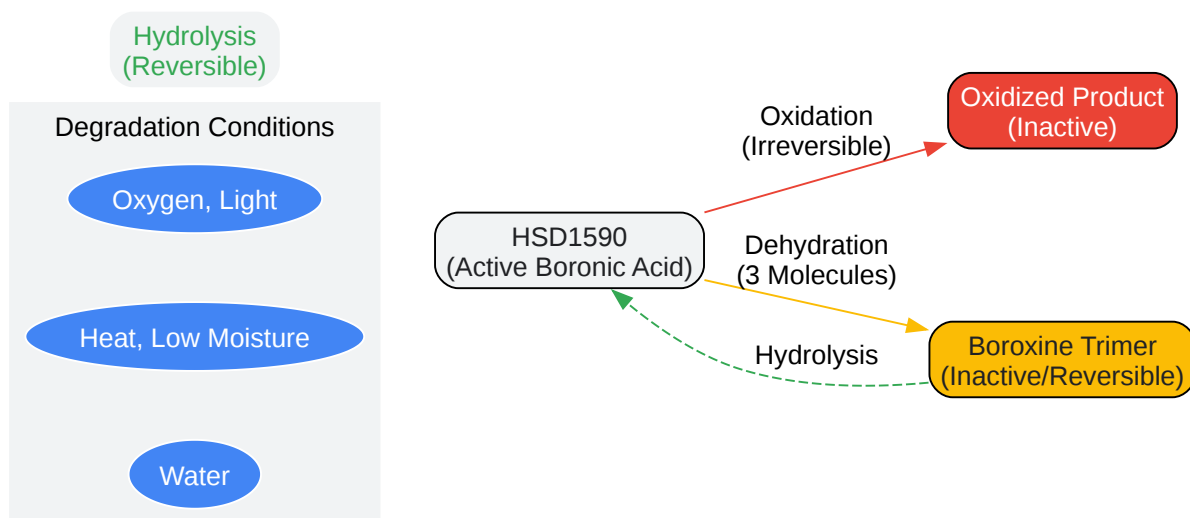 Hydrolysis
(Reversible)
Degradation Conditions
Oxygen, Light
Heat, Low Moisture
Water
HSD1590
(Active Boronic Acid)
Oxidation
(Irreversible)
Oxidized Product
(Inactive)
Dehydration
(3 Molecules)
Hydrolysis
Boroxine Trimer
(Inactive/Reversible)